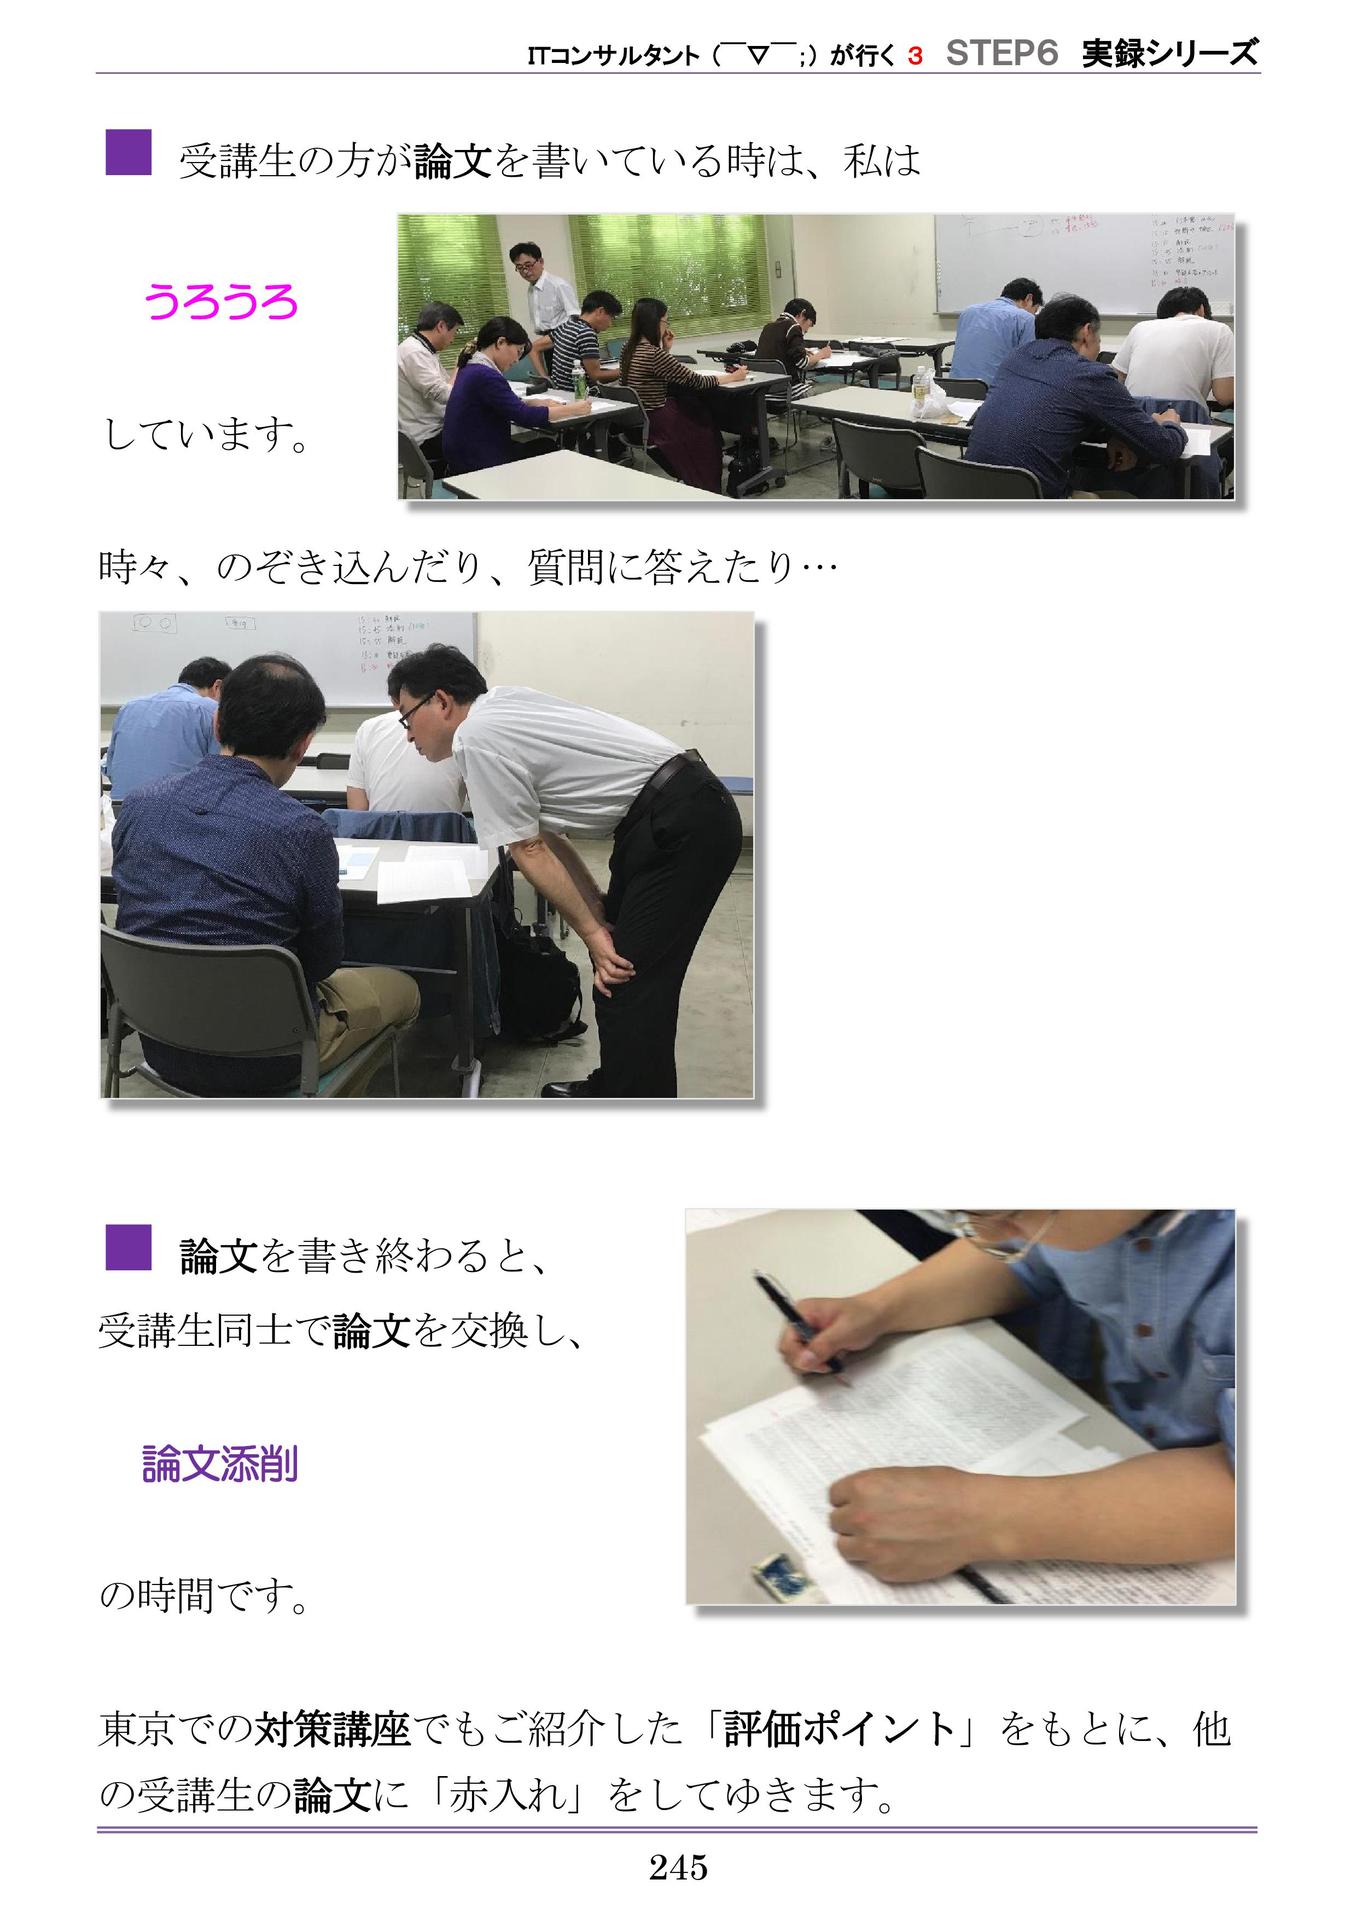 ITコンサルタント（￣▽￣;）が行く 3 STEP6 実録シリーズ
■ 受講生の方が論文を書いている時は、私は
うろうろ
しています。
時々、のぞき込んだり、質問に答えたり…
■ 論文を書き終わると、
受講生同士で論文を交換し、
論文添削
の時間です。
東京での対策講座でもご紹介した「評価ポイント」をもとに、他
の受講生の論文に「赤入れ」をしてゆきます。
245